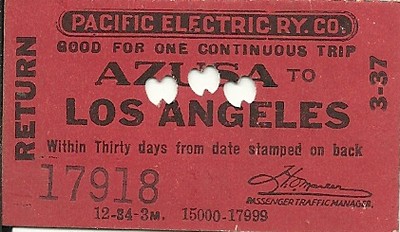 PACIFIC ELECTRIC RY. CO.
GOOD FOR ONE CONTINUOUS TRIP
AZUSA TO
LOS ANGELES
Within Thirty days from date stamped on back
17918
PASSENGER TRAFFIC MANAGER.
12-34-3M. 15000-17999
RETURN
3-37